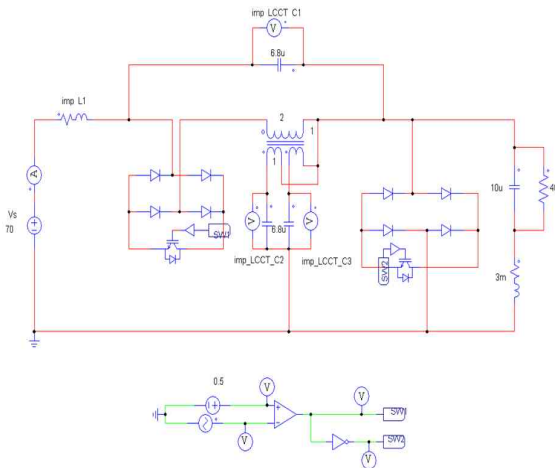 imp LCCT C1
V
6.8u
imp L1
2
1
1
A
Vs
70
V
6.8u
V
SW1
imp_LCCT_C2
imp_LCCT_C3
SW2
10u
3m
0.5
V
V
V
SW1
V
SW2